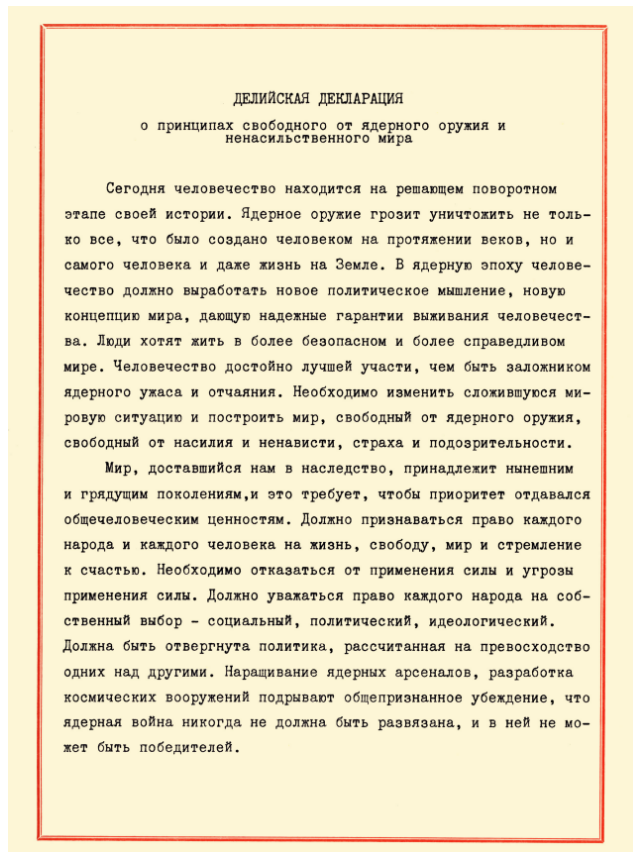 ДЕЛИЙСКАЯ ДЕКЛАРАЦИЯ
о принципах свободного от ядерного оружия и
ненасильственного мира
Сегодня человечество находится на решающем поворотном
этапе своей истории. Ядерное оружие грозит уничтожить не толь-
ко все, что было создано человеком на протяжении веков, но и
самого человека и даже жизнь на Земле. В ядерную эпоху челове-
чество должно выработать новое политическое мышление, новую
концепцию мира, дающую надежные гарантии выживания человечест-
ва. Люди хотят жить в более безопасном и более справедливом
мире. Человечество достойно лучшей участи, чем быть заложником
ядерного ужаса и отчаяния. Необходимо изменить сложившуюся ми-
ровую ситуацию и построить мир, свободный от ядерного оружия,
свободный от насилия и ненависти, страха и подозрительности.
Мир, доставшийся нам в наследство, принадлежит нынешним
и грядущим поколениям,и это требует, чтобы приоритет отдавался
общечеловеческим ценностям. Должно признаваться право каждого
народа и каждого человека на жизнь, свободу, мир и стремление
к счастью. Необходимо отказаться от применения силы и угрозы
применения силы. Должно уважаться право каждого народа на соб-
ственный выбор - социальный, политический, идеологический.
Должна быть отвергнута политика, рассчитанная на превосходство
одних над другими. Наращивание ядерных арсеналов, разработка
космических вооружений подрывают общепризнанное убеждение, что
ядерная война никогда не должна быть развязана, и в ней не мо-
жет быть победителей.